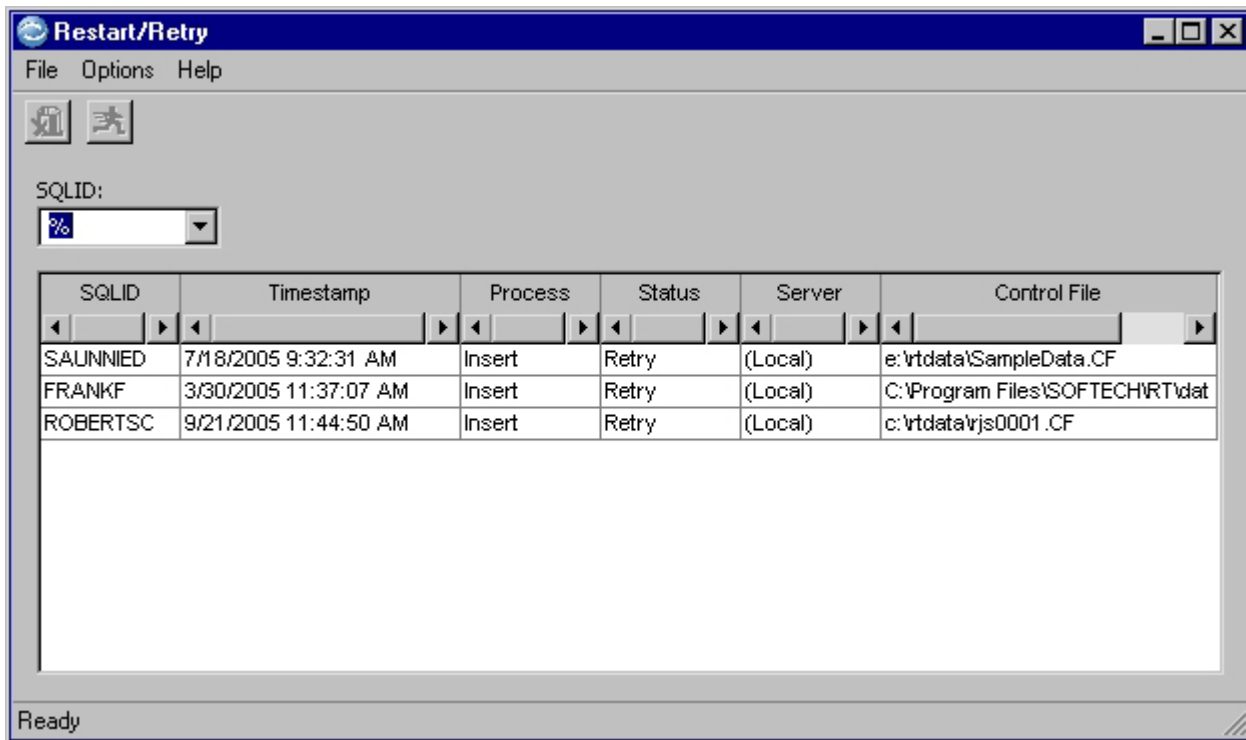 Restart/Retry
File Options Help
SQLID:
%
SQLID Timestamp Process Status Server Control File
SAUNNIED 7/18/2005 9:32:31 AM Insert Retry (Local) e:\rtdata\SampleData.CF
FRANKF 3/30/2005 11:37:07 AM Insert Retry (Local) C:\Program Files\SOFTECH\RT\dat
ROBERTSC 9/21/2005 11:44:50 AM Insert Retry (Local) c:\rtdata\rjs0001.CF
Ready